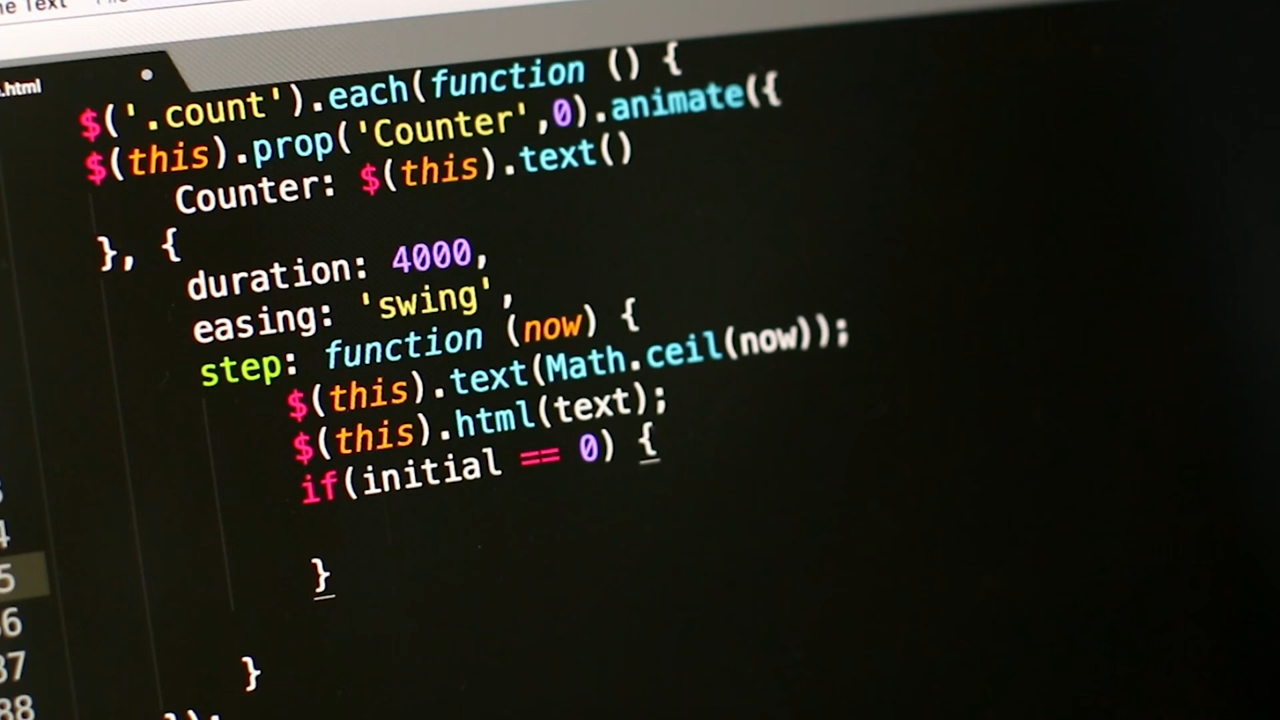 .html
$('.count').each(function () {
$(this).prop('Counter',0).animate({
Counter: $(this).text()
}, {
duration: 4000,
easing: 'swing',
step: function (now) {
$(this).text(Math.ceil(now));
$(this).html(text);
if(initial == 0) {
}
}
});